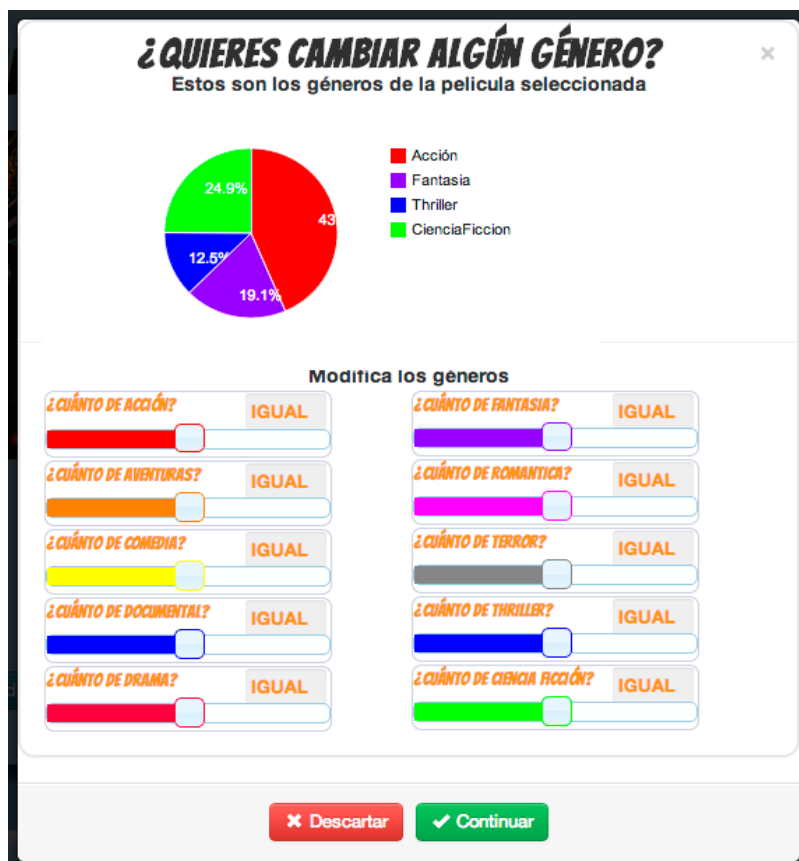 ¿QUIERES CAMBIAR ALGÚN GÉNERO?
×
Estos son los géneros de la pelicula seleccionada
24.9%
43
12.5%
19.1%
Acción
Fantasia
Thriller
CienciaFiccion
Modifica los géneros
¿CUÁNTO DE ACCIÓN? IGUAL
¿CUÁNTO DE FANTASIA? IGUAL
¿CUÁNTO DE AVENTURAS? IGUAL
¿CUÁNTO DE ROMANTICA? IGUAL
¿CUÁNTO DE COMEDIA? IGUAL
¿CUÁNTO DE TERROR? IGUAL
¿CUÁNTO DE DOCUMENTAL? IGUAL
¿CUÁNTO DE THRILLER? IGUAL
¿CUÁNTO DE DRAMA? IGUAL
¿CUÁNTO DE CIENCIA FICCIÓN? IGUAL
Descartar
Continuar